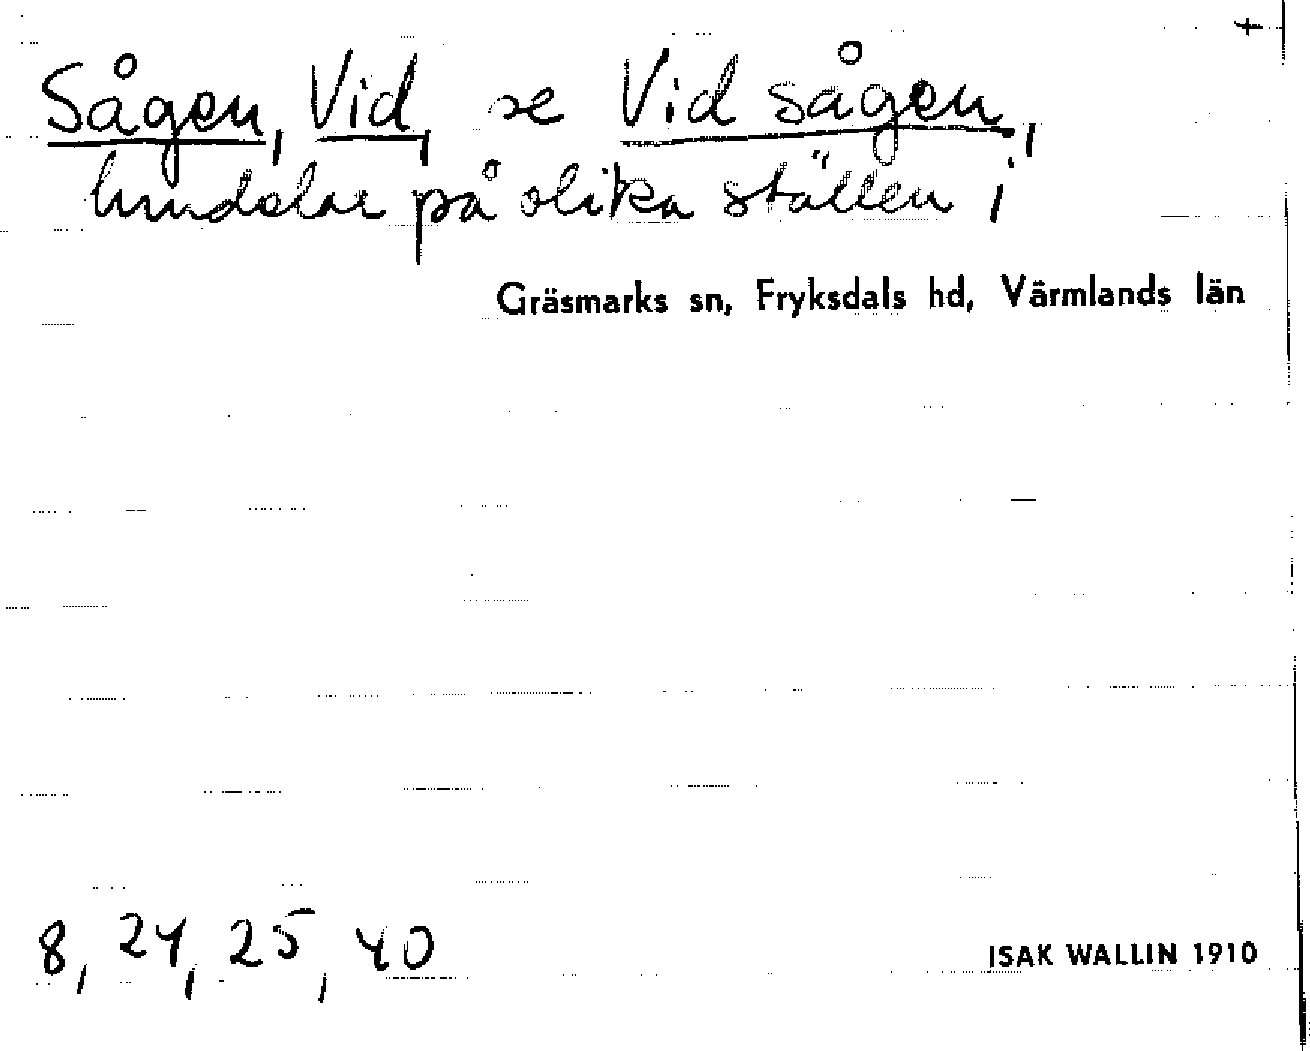 +
Sågen, Vid, se Vid sågen,
lindelar på olika ställen i
Gräsmarks sn, Fryksdals hd, Värmlands län
8, 24, 25, 40
ISAK WALLIN 1910